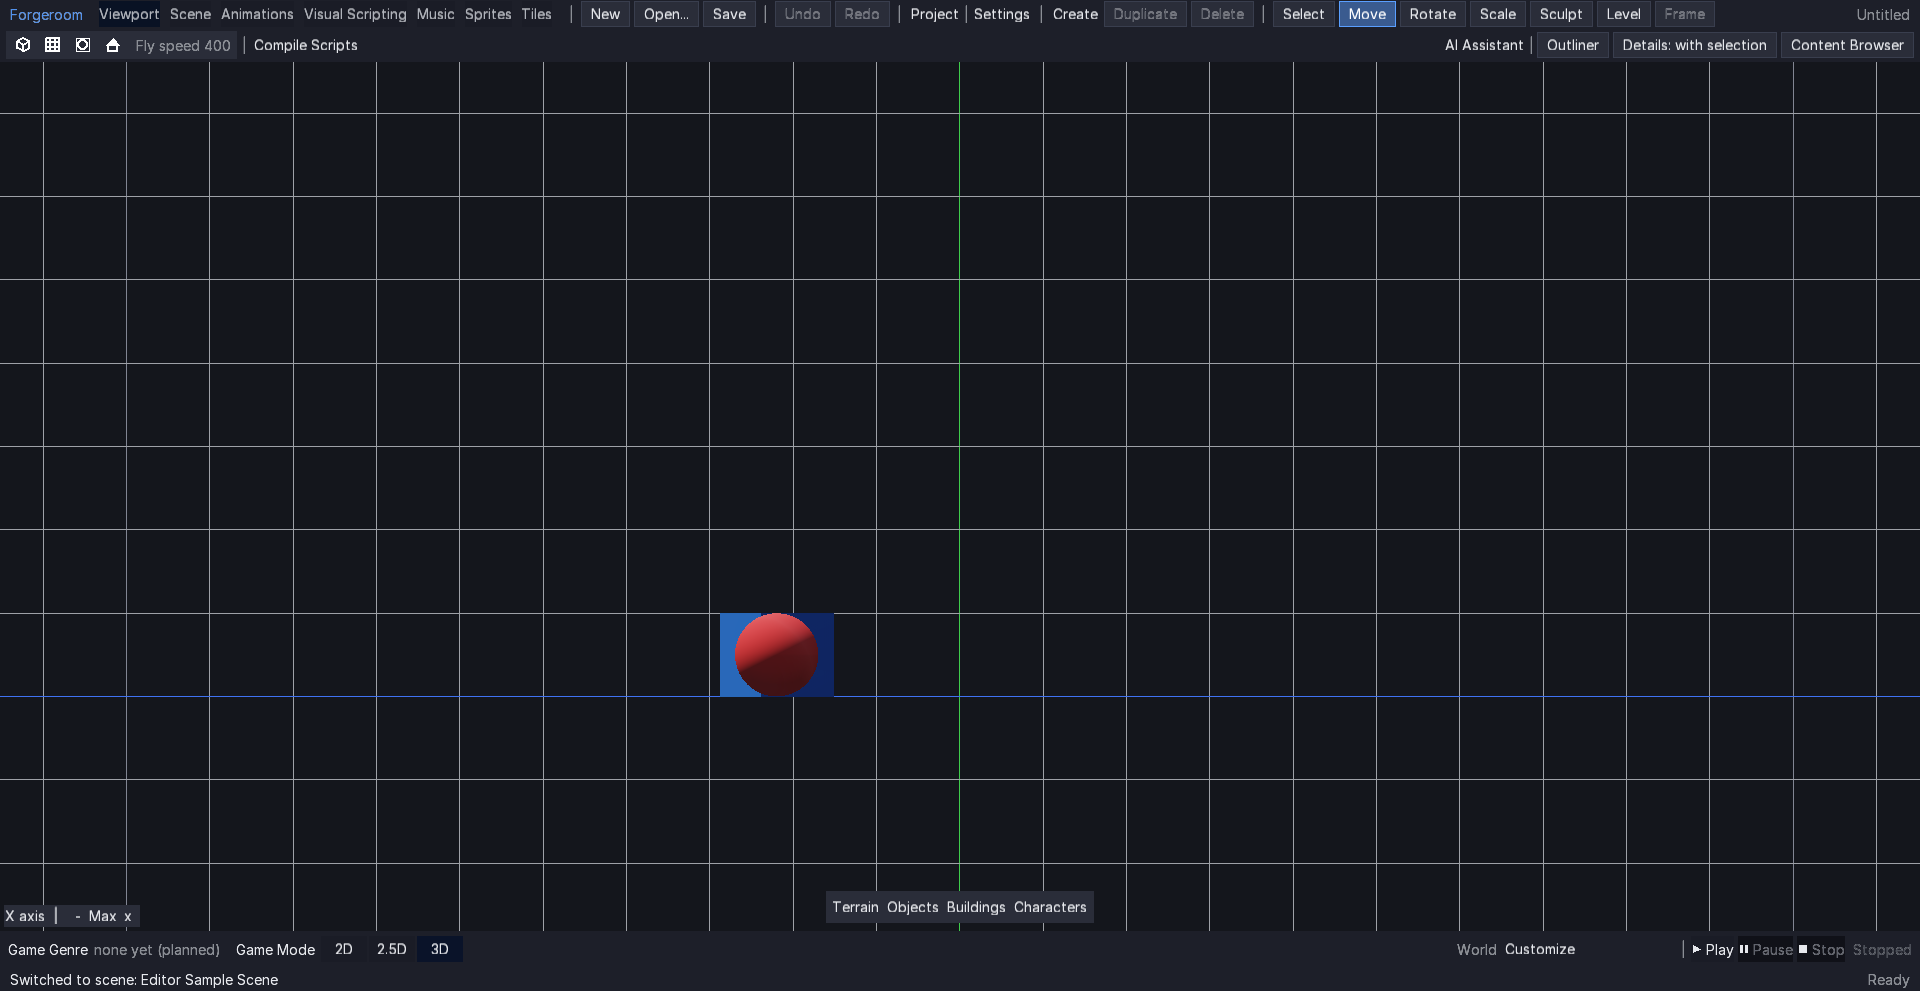 Forgeroom Viewport Scene Animations Visual Scripting Music Sprites Tiles | New Open... Save | Undo Redo | Project | Settings | Create Duplicate Delete | Select Move Rotate Scale Sculpt Level Frame Untitled
Fly speed 400 | Compile Scripts AI Assistant | Outliner Details: with selection Content Browser
Terrain Objects Buildings Characters
X axis | - Max x
Game Genre none yet (planned) Game Mode 2D 2.5D 3D World Customize | Play Pause Stop Stopped
Switched to scene: Editor Sample Scene Ready